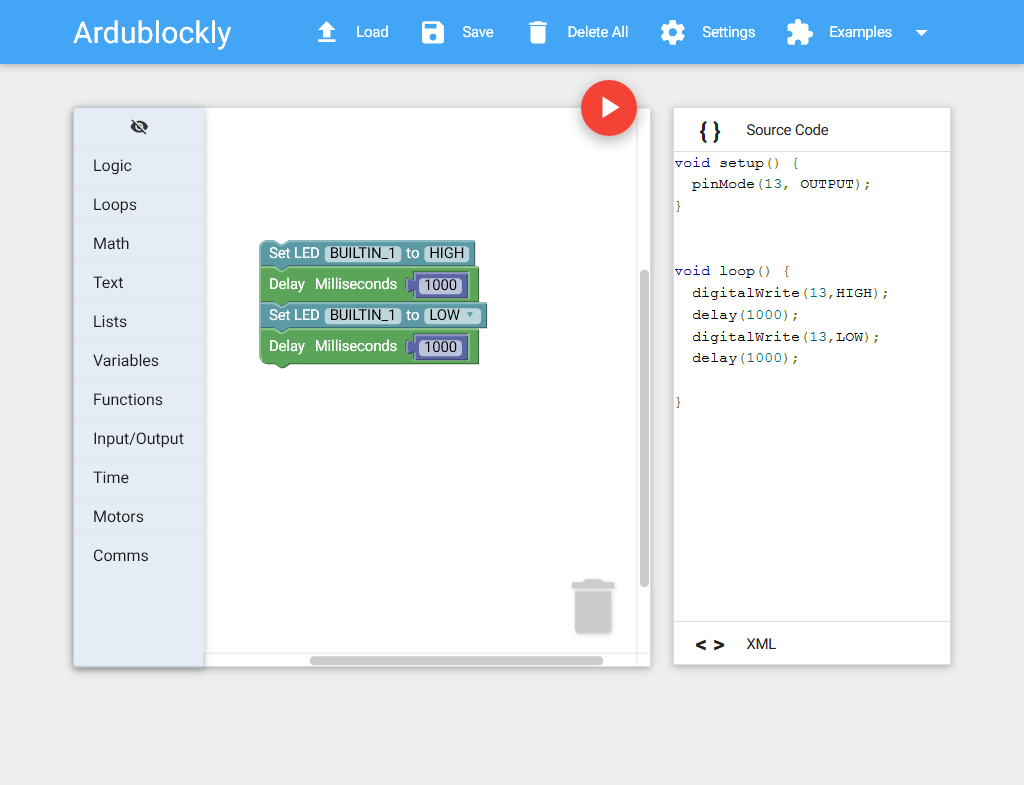 Ardublockly
Load
Save
Delete All
Settings
Examples
Logic
Loops
Math
Text
Lists
Variables
Functions
Input/Output
Time
Motors
Comms
Set LED BUILTIN_1 to HIGH
Delay Milliseconds 1000
Set LED BUILTIN_1 to LOW
Delay Milliseconds 1000
{} Source Code
void setup() {
pinMode(13, OUTPUT);
}
void loop() {
digitalWrite(13,HIGH);
delay(1000);
digitalWrite(13,LOW);
delay(1000);
}
< > XML